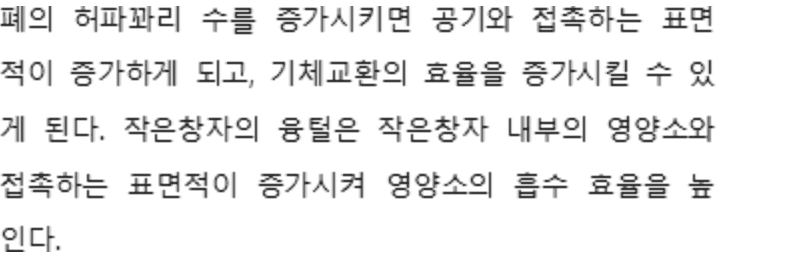 폐의 허파꽈리 수를 증가시키면 공기와 접촉하는 표면
적이 증가하게 되고, 기체교환의 효율을 증가시킬 수 있
게 된다. 작은창자의 융털은 작은창자 내부의 영양소와
접촉하는 표면적이 증가시켜 영양소의 흡수 효율을 높
인다.